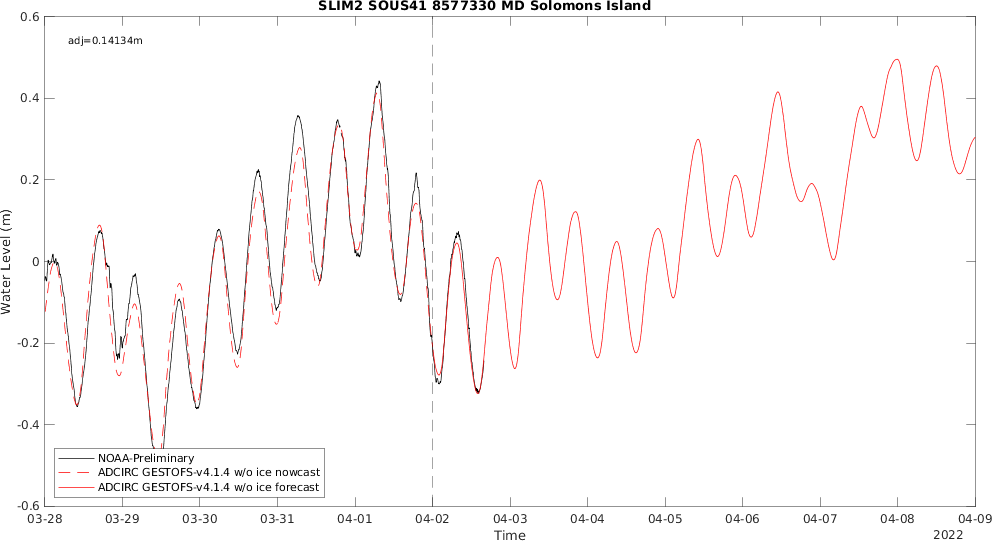 SLIM2 SOUS41 8577330 MD Solomons Island
adj=0.14134m
Water Level (m)
0.6
0.4
0.2
0
-0.2
-0.4
-0.6
NOAA-Preliminary
ADCIRC GESTOFS-v4.1.4 w/o ice nowcast
ADCIRC GESTOFS-v4.1.4 w/o ice forecast
03-28 03-29 03-30 03-31 04-01 04-02 04-03 04-04 04-05 04-06 04-07 04-08 04-09
Time
2022